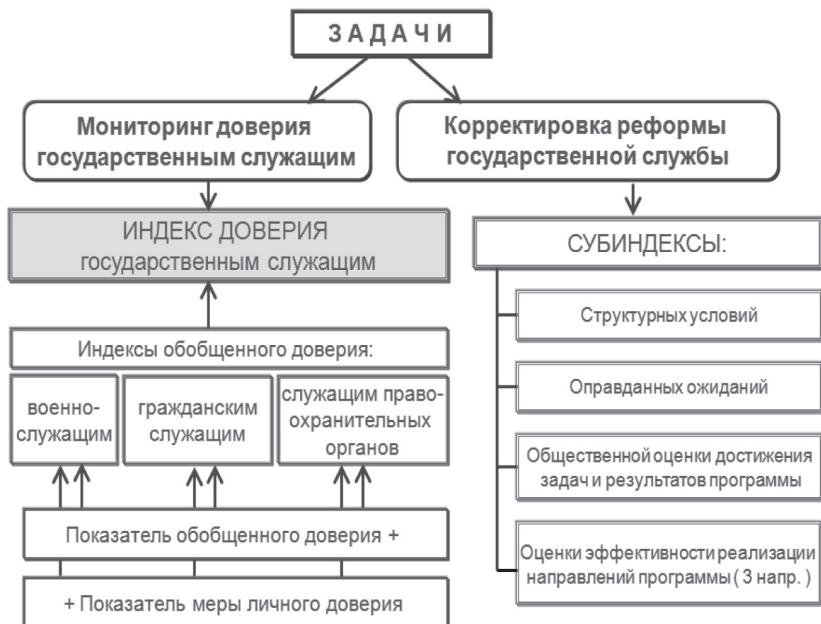 ЗАДАЧИ
Мониторинг доверия
государственным служащим
Корректировка реформы
государственной службы
ИНДЕКС ДОВЕРИЯ
государственным служащим
Индексы обобщенного доверия:
военно-
служащим
гражданским
служащим
служащим право-
охранительных
органов
Показатель обобщенного доверия +
+ Показатель меры личного доверия
СУБИНДЕКСЫ:
Структурных условий
Оправданных ожиданий
Общественной оценки достижения
задач и результатов программы
Оценки эффективности реализации
направлений программы ( 3 напр. )